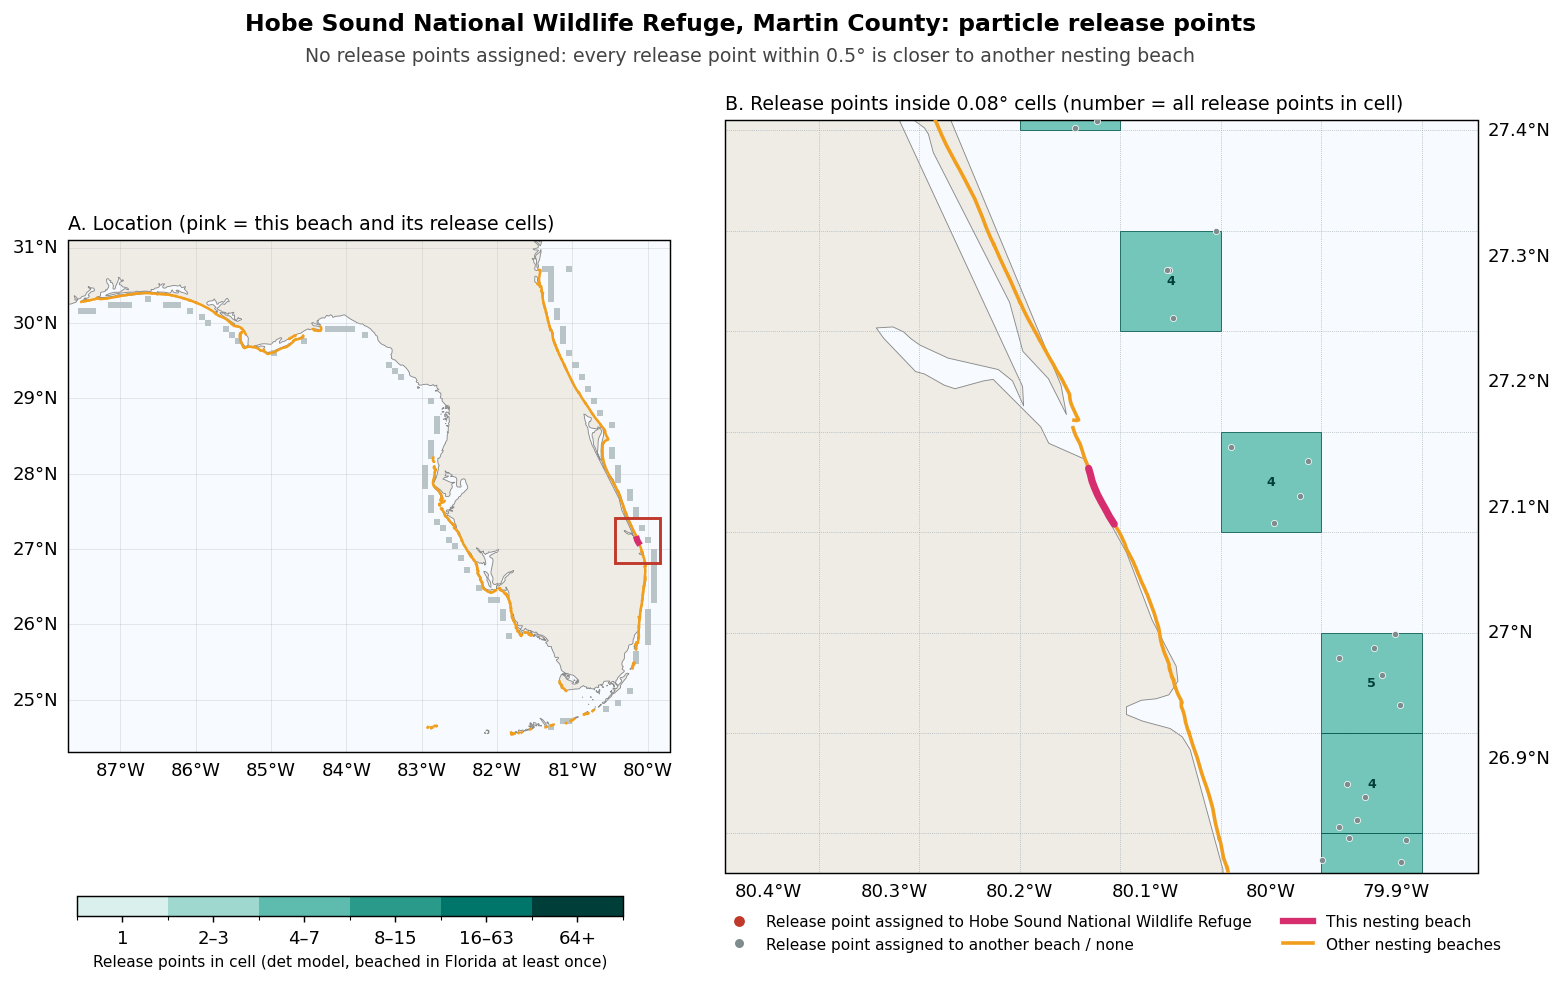 Hobe Sound National Wildlife Refuge, Martin County: particle release points
No release points assigned: every release point within 0.5° is closer to another nesting beach
A. Location (pink = this beach and its release cells)
31°N
30°N
29°N
28°N
27°N
26°N
25°N
87°W 86°W 85°W 84°W 83°W 82°W 81°W 80°W
1 2–3 4–7 8–15 16–63 64+
Release points in cell (det model, beached in Florida at least once)
B. Release points inside 0.08° cells (number = all release points in cell)
4
4
5
4
27.4°N
27.3°N
27.2°N
27.1°N
27°N
26.9°N
80.4°W 80.3°W 80.2°W 80.1°W 80°W 79.9°W
Release point assigned to Hobe Sound National Wildlife Refuge
Release point assigned to another beach / none
This nesting beach
Other nesting beaches